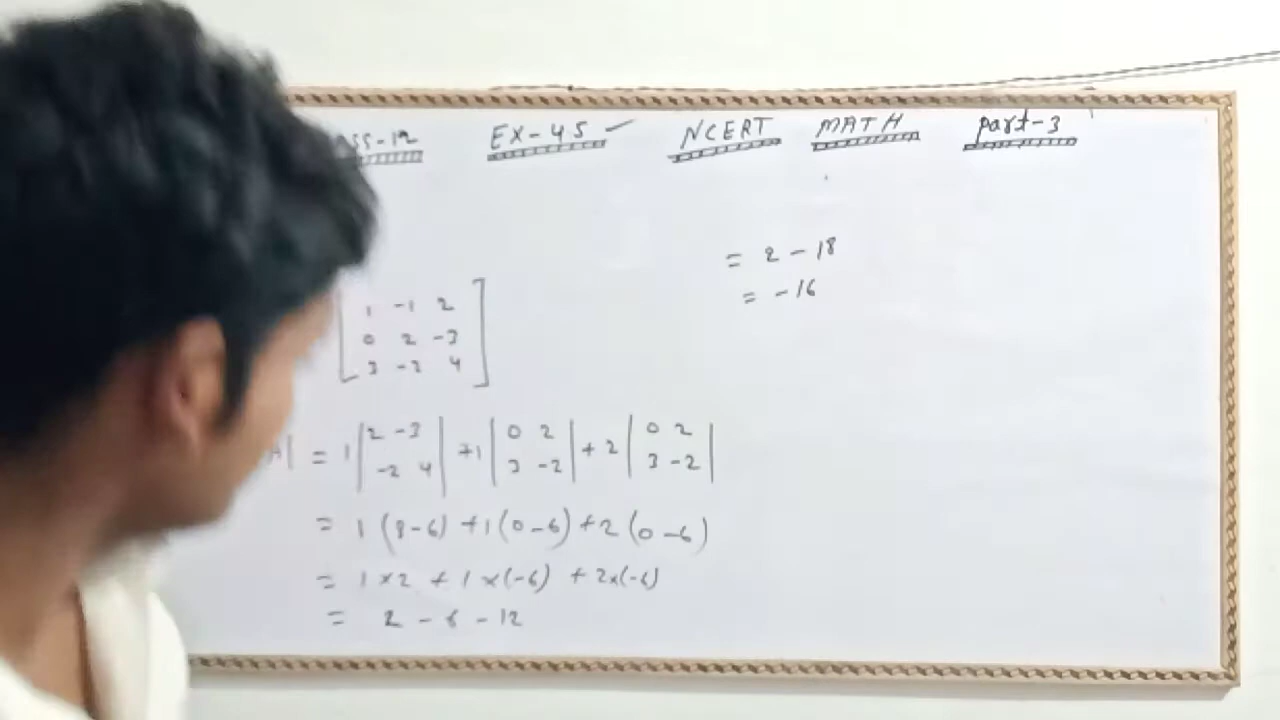 SS-12 EX-4.5 ✓ NCERT MATH Part-3
= 2 - 18
= -16
1 -1 2
0 2 -3
3 -2 4
A| = 1 |2 -3 -2 4| +1 |0 2 3 -2| + 2 |0 2 3 -2|
= 1 (8-6) +1 (0-6) + 2 (0-6)
= 1×2 + 1×(-6) + 2×(-6)
= 2 - 6 - 12